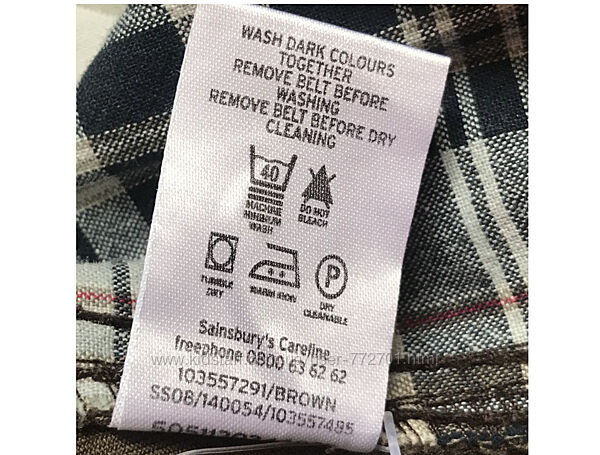 WASH DARK COLOURS
TOGETHER
REMOVE BELT BEFORE
WASHING
REMOVE BELT BEFORE DRY
CLEANING
40
MACHINE
MINIMUM
WASH
DO NOT
BLEACH
TUMBLE
DRY
WARM IRON
P
DRY
CLEANABLE
Sainsbury's Careline
freephone 0800 63 62 62
103557291/BROWN
SS08/140054/103557485